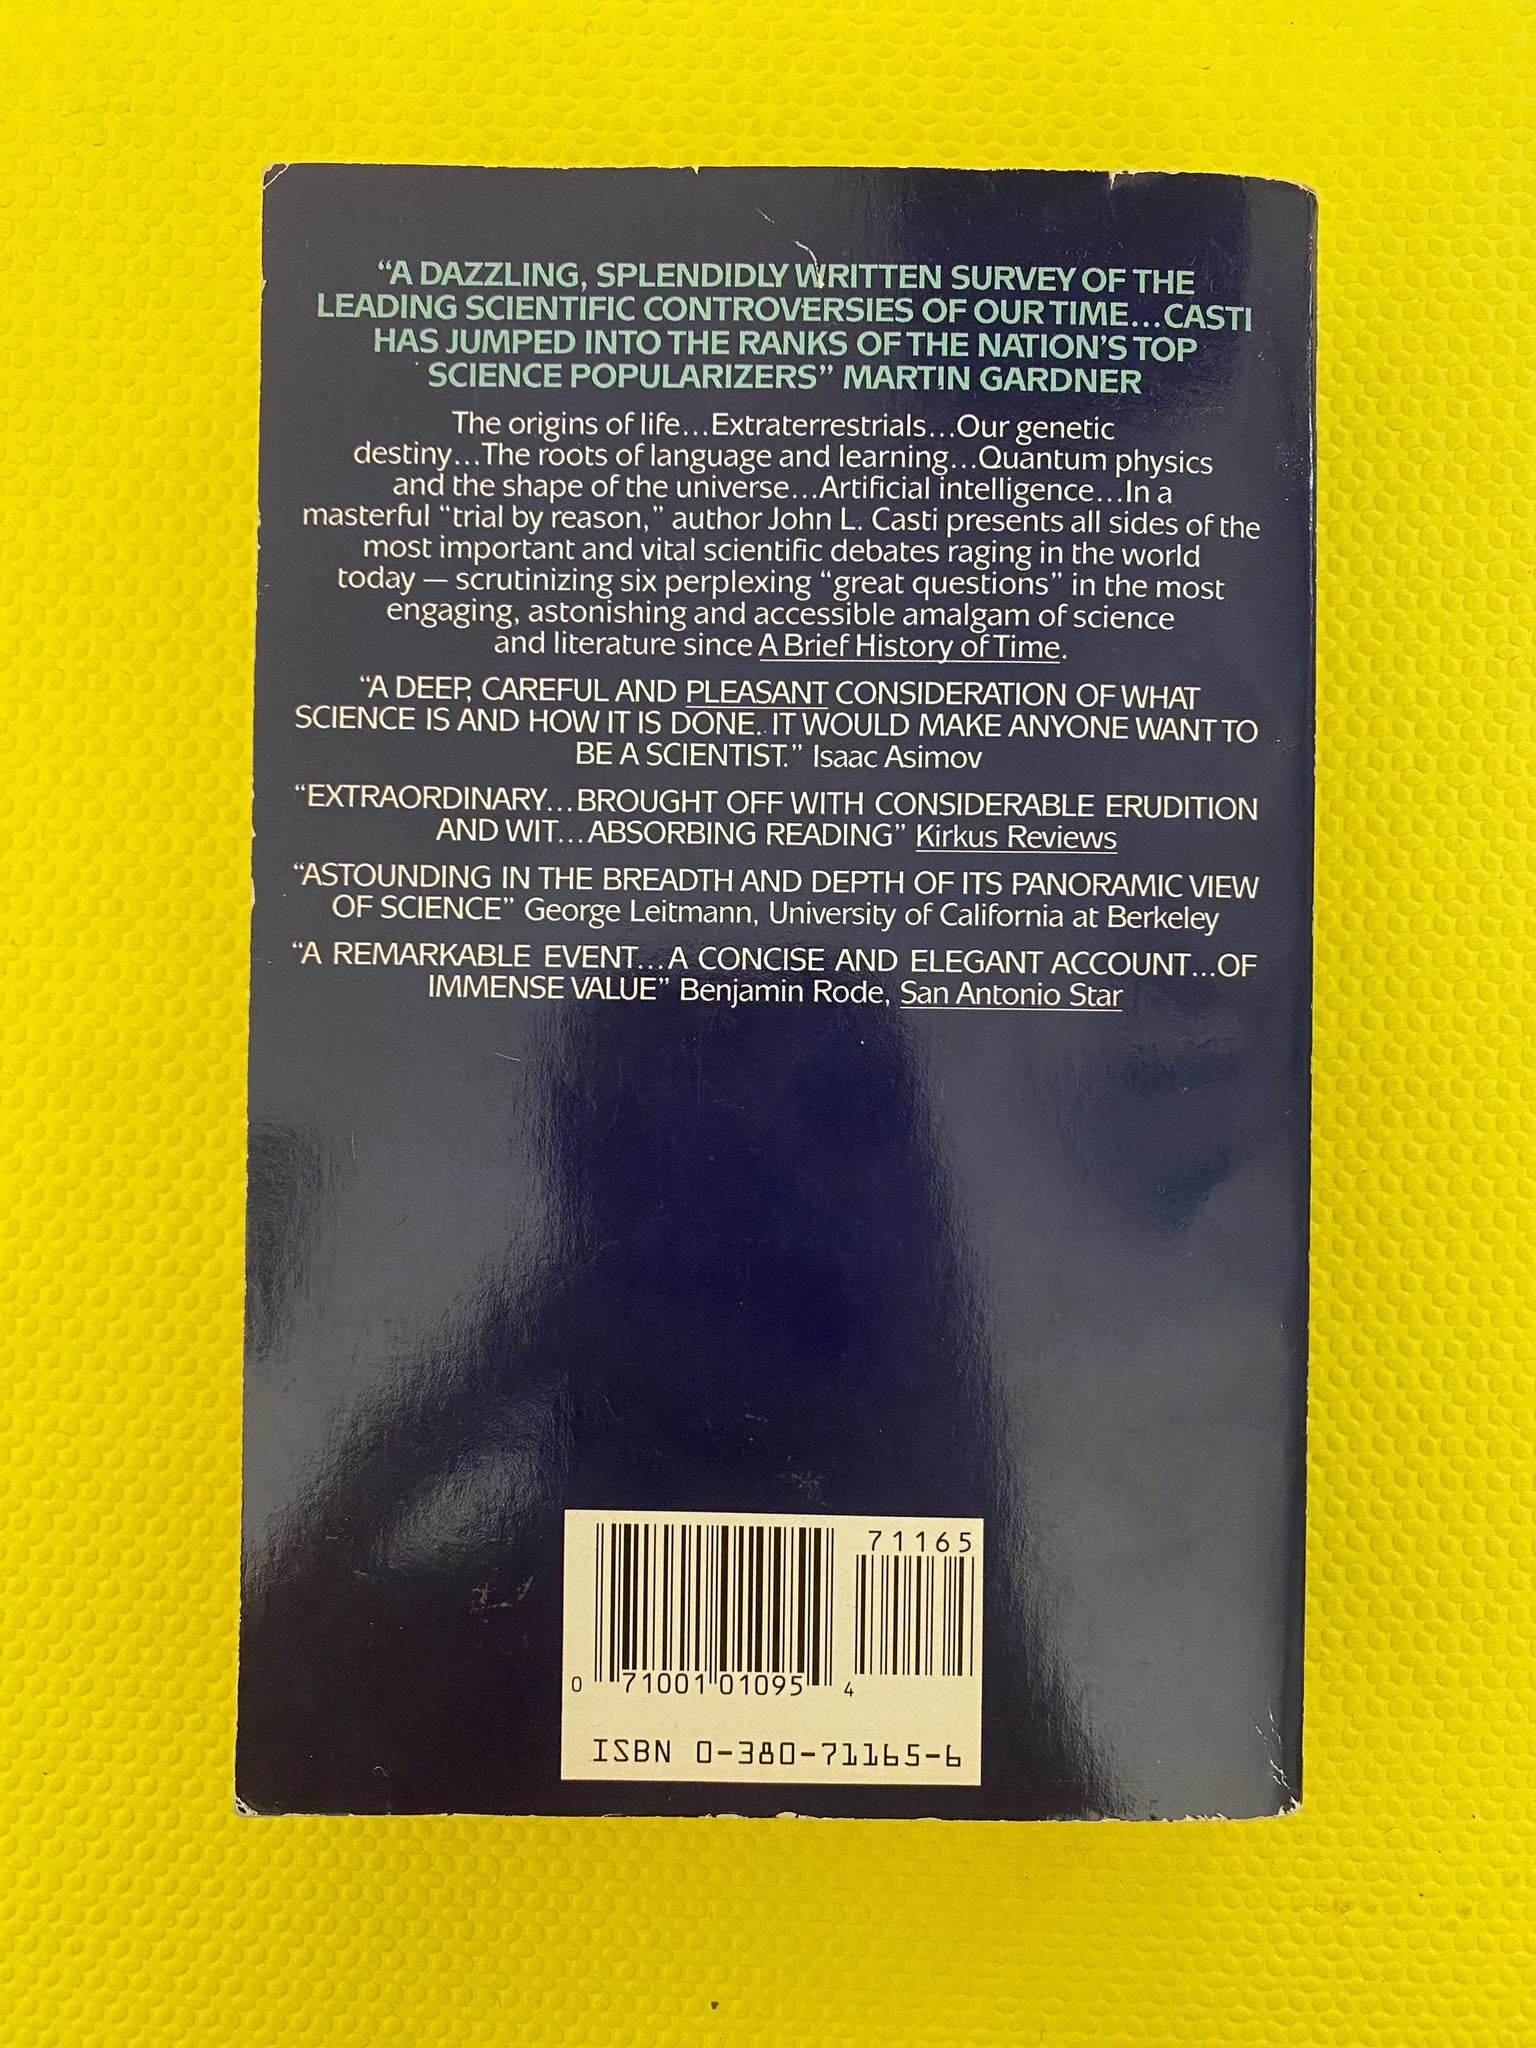 “A DAZZLING, SPLENDIDLY WRITTEN SURVEY OF THE
LEADING SCIENTIFIC CONTROVERSIES OF OUR TIME...CASTI
HAS JUMPED INTO THE RANKS OF THE NATION’S TOP
SCIENCE POPULARIZERS” MARTIN GARDNER
The origins of life...Extraterrestrials...Our genetic
destiny...The roots of language and learning...Quantum physics
and the shape of the universe...Artificial intelligence...In a
masterful “trial by reason,” author John L. Casti presents all sides of the
most important and vital scientific debates raging in the world
today — scrutinizing six perplexing “great questions” in the most
engaging, astonishing and accessible amalgam of science
and literature since A Brief History of Time.
“A DEEP, CAREFUL AND PLEASANT CONSIDERATION OF WHAT
SCIENCE IS AND HOW IT IS DONE. IT WOULD MAKE ANYONE WANT TO
BE A SCIENTIST.” Isaac Asimov
“EXTRAORDINARY...BROUGHT OFF WITH CONSIDERABLE ERUDITION
AND WIT...ABSORBING READING” Kirkus Reviews
“ASTOUNDING IN THE BREADTH AND DEPTH OF ITS PANORAMIC VIEW
OF SCIENCE” George Leitmann, University of California at Berkeley
“A REMARKABLE EVENT...A CONCISE AND ELEGANT ACCOUNT...OF
IMMENSE VALUE” Benjamin Rode, San Antonio Star
71165
0 71001 01095 4
ISBN 0-380-71165-6